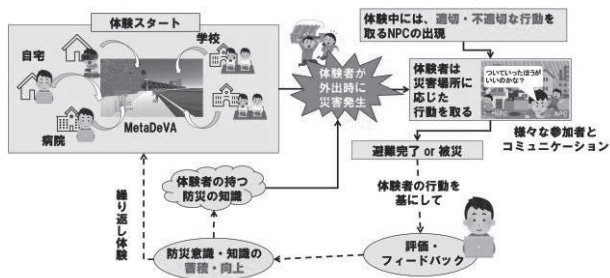 体験スタート
自宅
学校
病院
MetaDeVA
体験者が
外出時に
災害発生
体験中には、適切・不適切な行動を
取るNPCの出現
体験者は
災害場所に
応じた
行動を取る
ついていったほうが
いいのかな?
NPC
NPC
様々な参加者と
コミュニケーション
避難完了 or 被災
体験者の行動を
基にして
評価・
フィードバック
体験者の持つ
防災の知識
防災意識・知識の
蓄積・向上
繰り返し体験